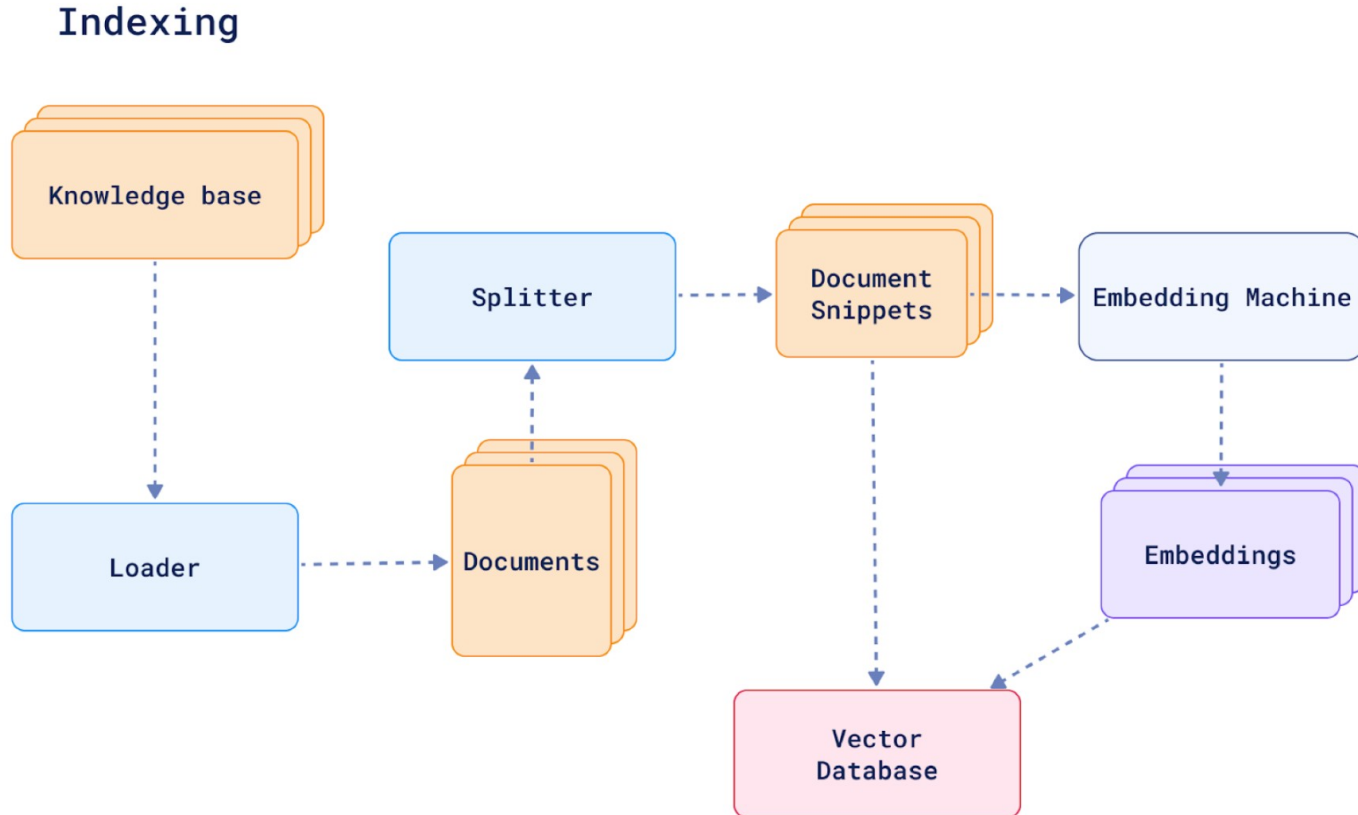 Indexing
Knowledge base
Loader
Documents
Splitter
Document
Snippets
Embedding Machine
Embeddings
Vector
Database